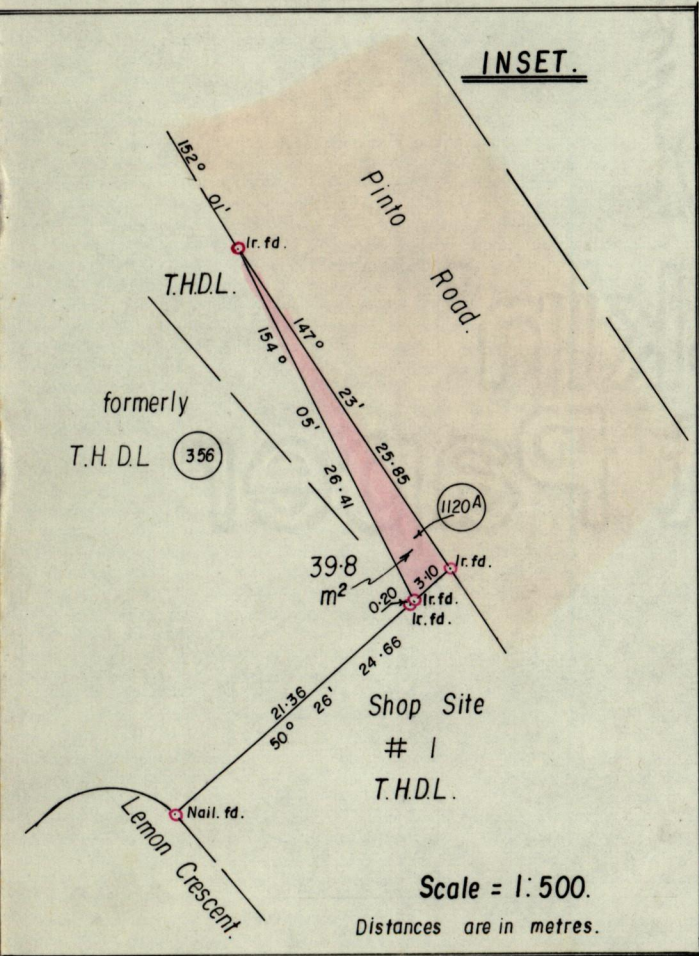 INSET.
152° 01'
Pinto
Road.
Ir. fd.
T.H.D.L.
147° 23' 25·85
154° 05' 26·41
formerly
T.H. D.L 356
1120A
39·8
m²
Ir. fd.
3·10
0·20
Ir. fd.
Ir. fd.
24·66
21·36
50° 26'
Shop Site
# 1
T.H.D.L.
Nail. fd.
Lemon Crescent.
Scale = 1:500.
Distances are in metres.